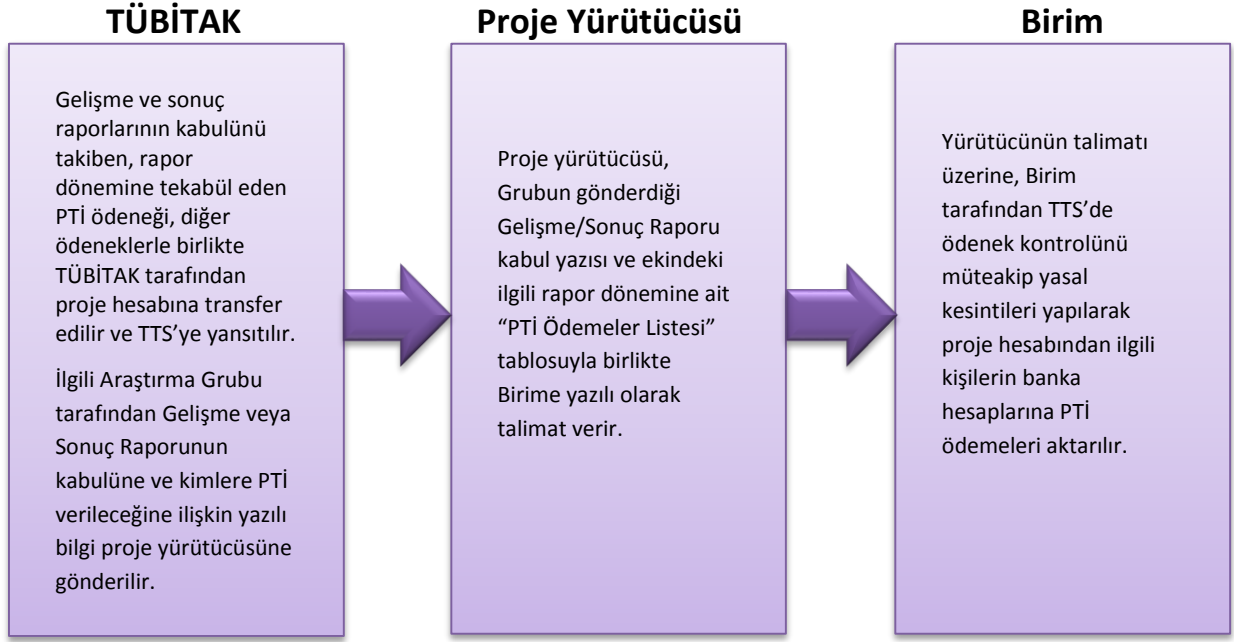 TÜBİTAK
Gelişme ve sonuç
raporlarının kabulünü
takiben, rapor
dönemine tekabül eden
PTİ ödeneği, diğer
ödeneklerle birlikte
TÜBİTAK tarafından
proje hesabına transfer
edilir ve TTS’ye yansıtılır.
İlgili Araştırma Grubu
tarafından Gelişme veya
Sonuç Raporunun
kabulüne ve kimlere PTİ
verileceğine ilişkin yazılı
bilgi proje yürütücüsüne
gönderilir.
Proje Yürütücüsü
Proje yürütücüsü,
Grubun gönderdiği
Gelişme/Sonuç Raporu
kabul yazısı ve ekindeki
ilgili rapor dönemine ait
“PTİ Ödemeler Listesi”
tablosuyla birlikte
Birime yazılı olarak
talimat verir.
Birim
Yürütücünün talimatı
üzerine, Birim
tarafından TTS’de
ödenek kontrolünü
müteakip yasal
kesintileri yapılarak
proje hesabından ilgili
kişilerin banka
hesaplarına PTİ
ödemeleri aktarılır.